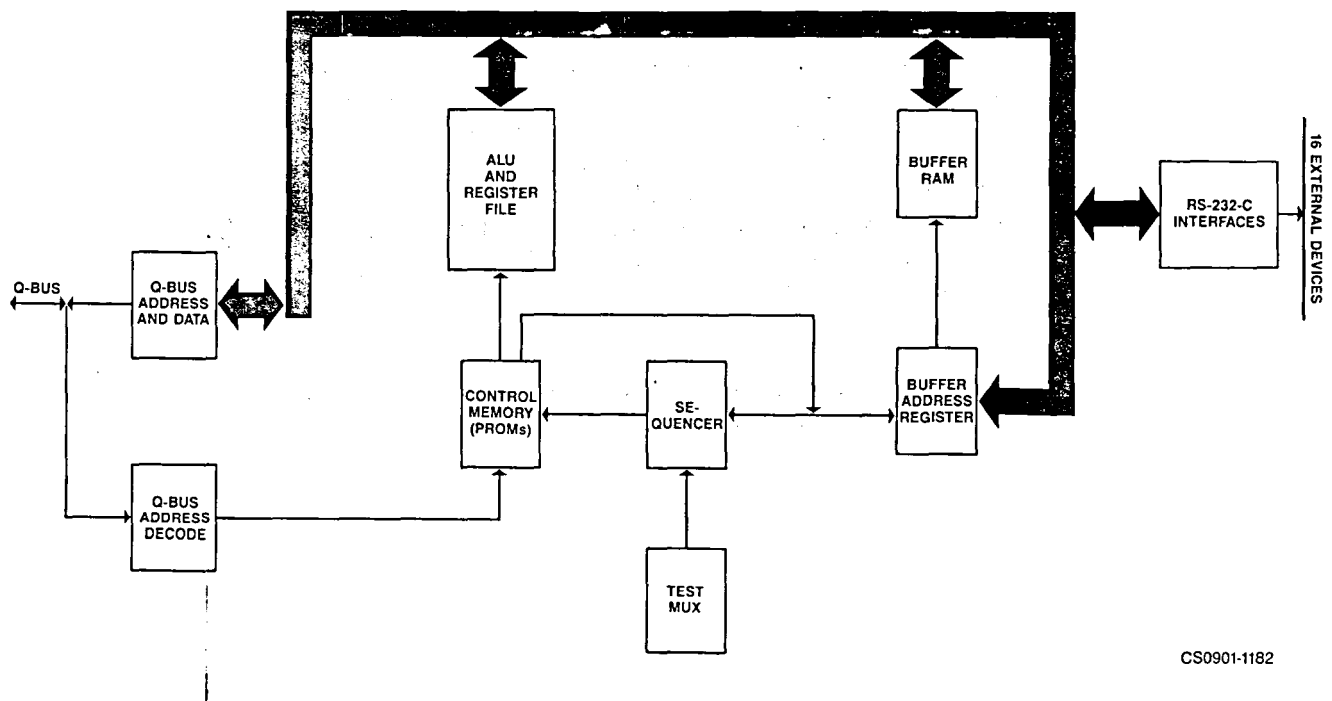 ALU
AND
REGISTER
FILE
BUFFER
RAM
RS-232-C
INTERFACES
16 EXTERNAL DEVICES
Q-BUS
Q-BUS
ADDRESS
AND DATA
CONTROL
MEMORY
(PROMs)
SE-
QUENCER
BUFFER
ADDRESS
REGISTER
Q-BUS
ADDRESS
DECODE
TEST
MUX
CS0901-1182